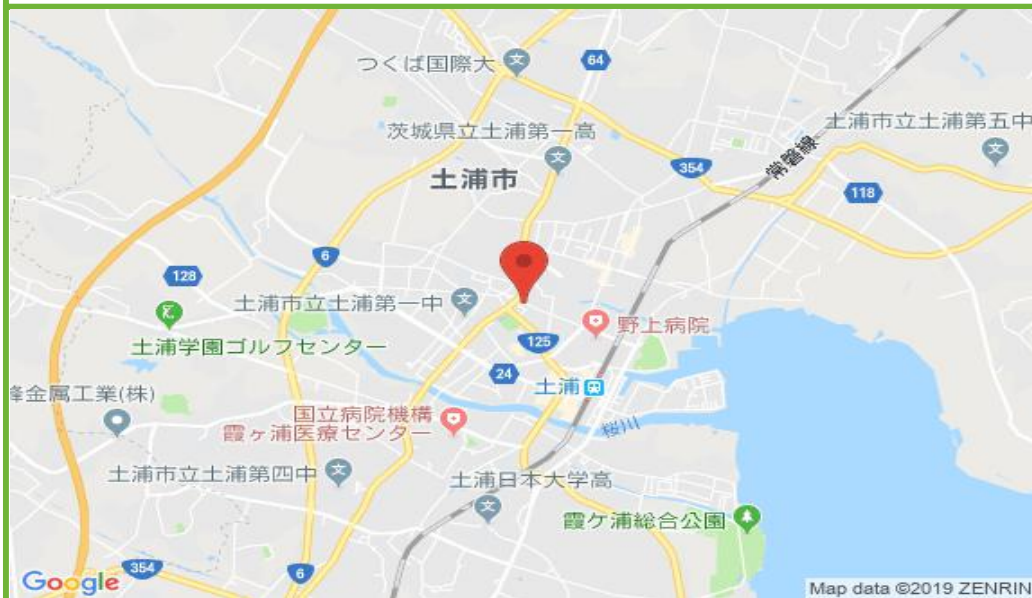 つくば国際大
64
茨城県立土浦第一高
土浦市立土浦第五中
土浦市
354
常磐線
118
6
128
土浦市立土浦第一中
野上病院
土浦学園ゴルフセンター
125
24
土浦
峰金属工業(株)
国立病院機構
霞ヶ浦医療センター
桜川
土浦市立土浦第四中
土浦日本大学高
霞ケ浦総合公園
354
6
Google
Map data ©2019 ZENRIN